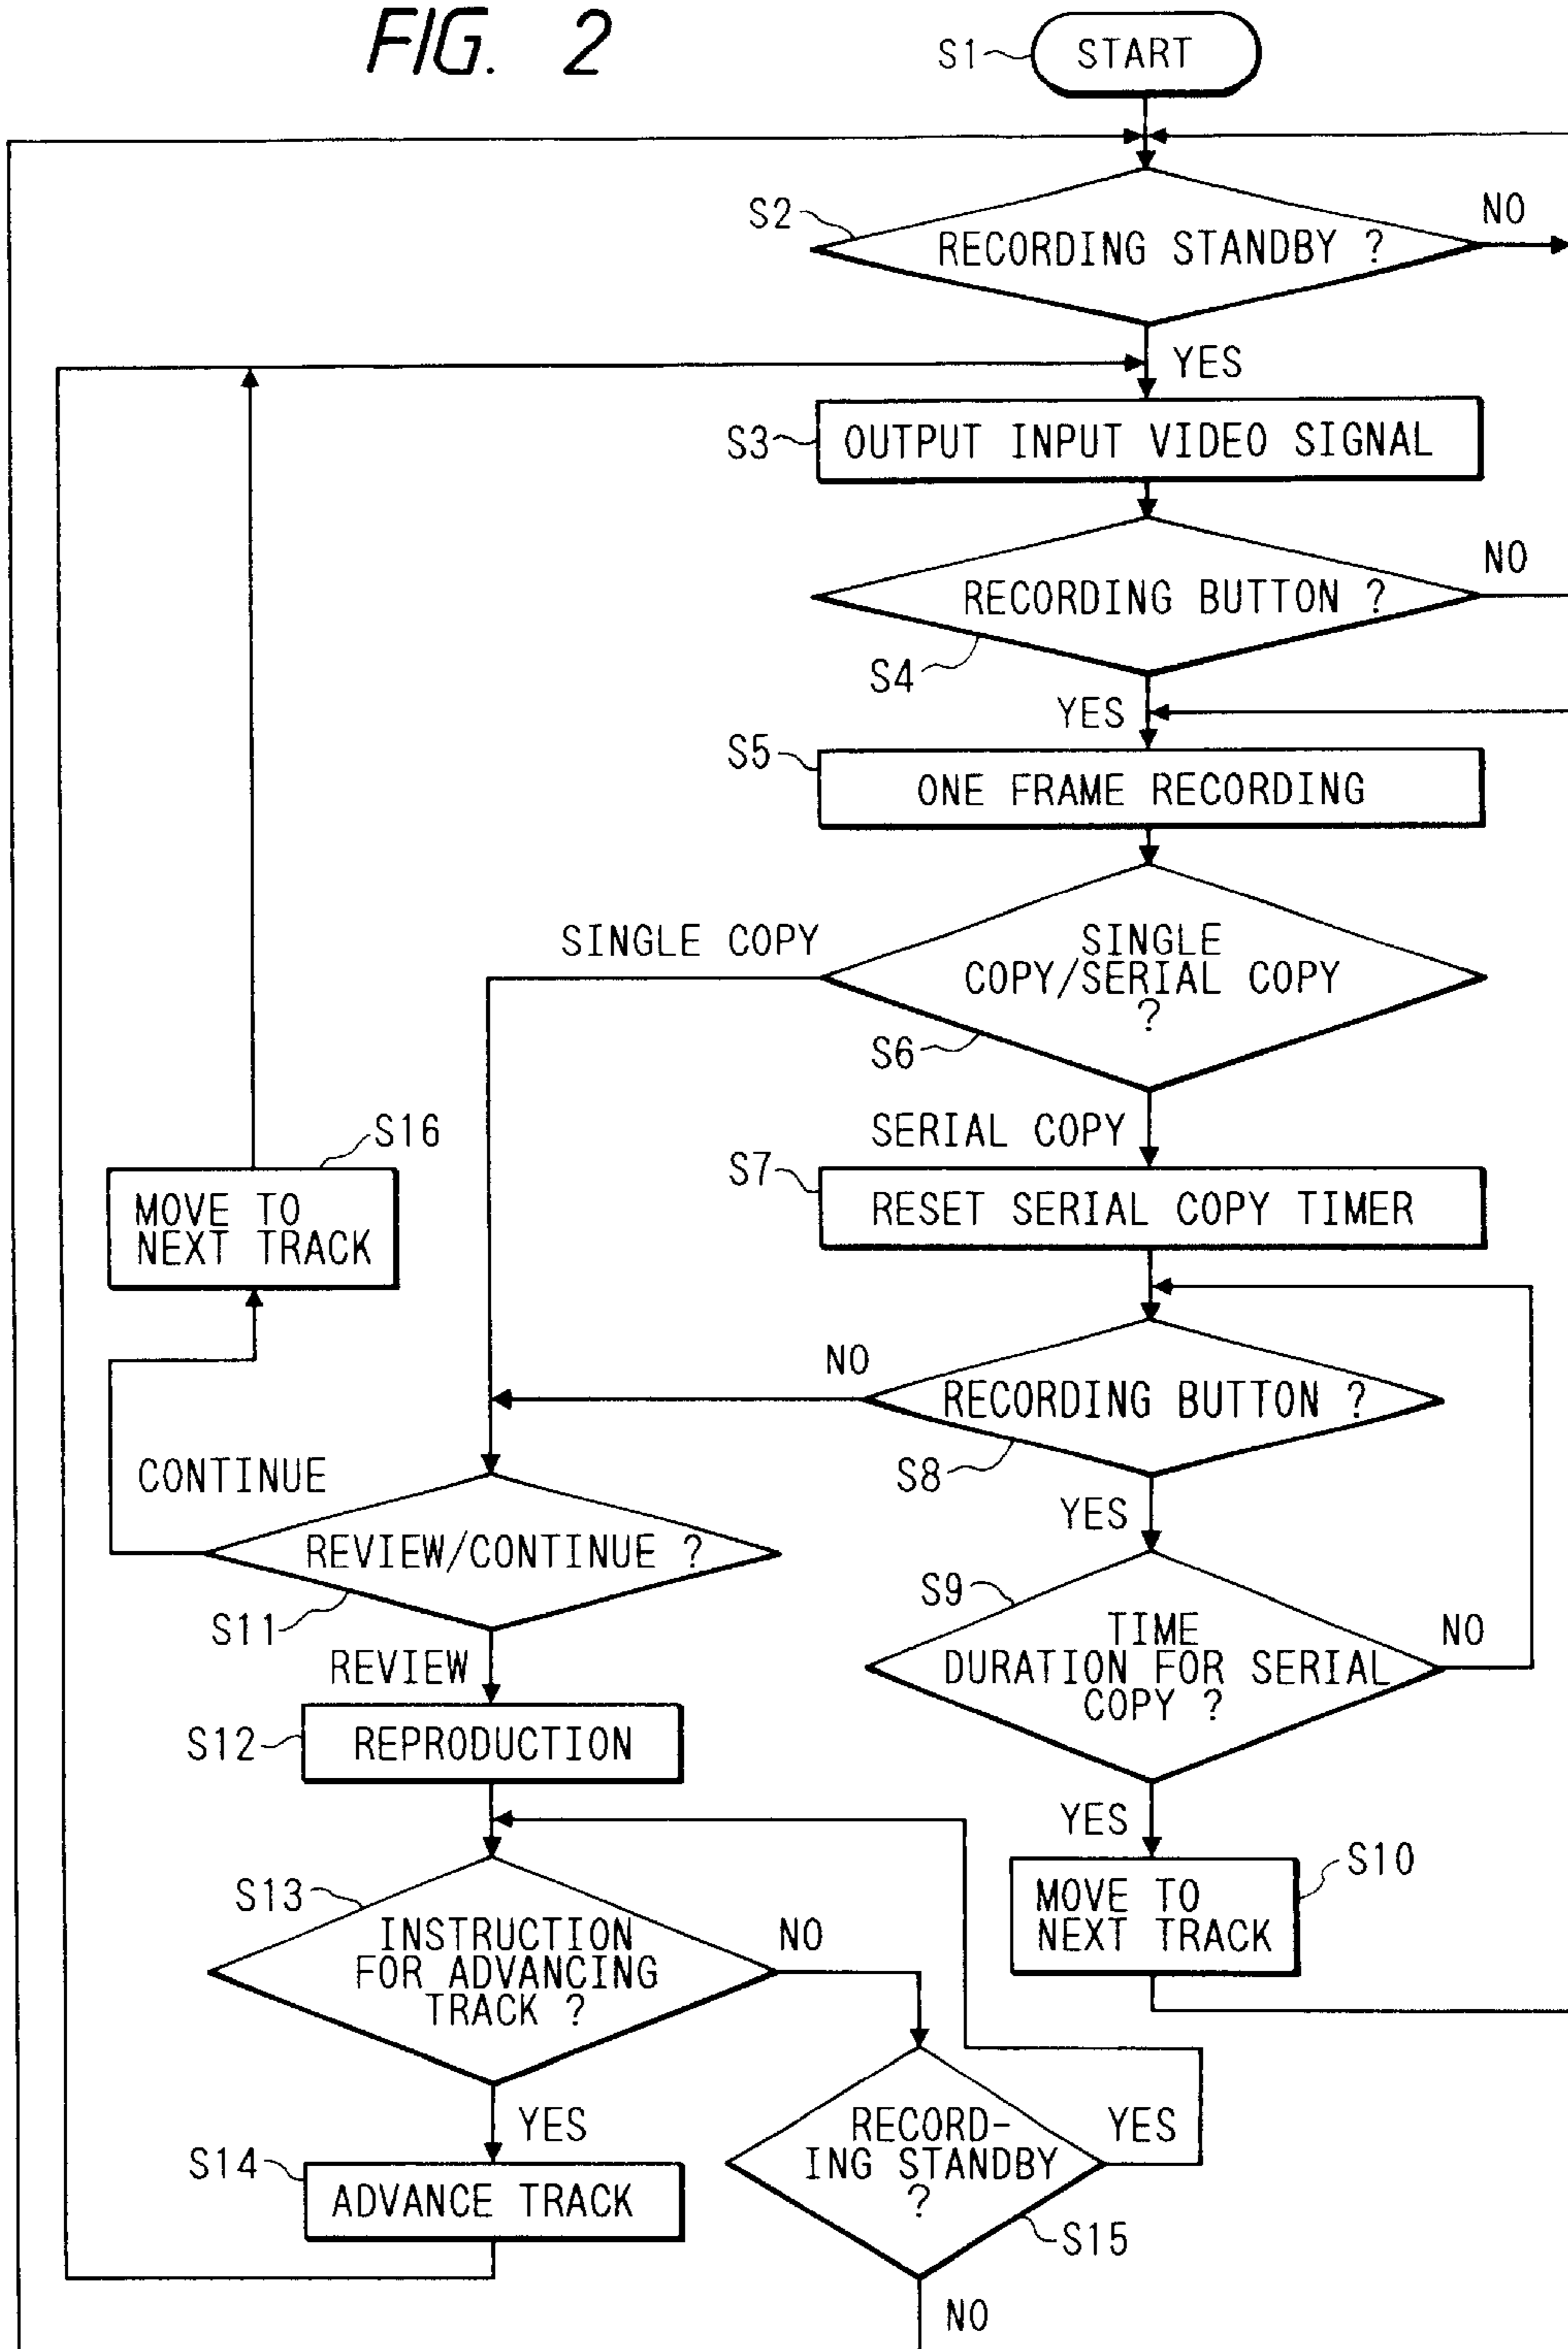 FIG. 2
S1
START
S2
RECORDING STANDBY ?
NO
YES
S3
OUTPUT INPUT VIDEO SIGNAL
RECORDING BUTTON ?
NO
S4
YES
S5
ONE FRAME RECORDING
SINGLE COPY
SINGLE
COPY/SERIAL COPY
?
S6
SERIAL COPY
S7
RESET SERIAL COPY TIMER
S16
MOVE TO
NEXT TRACK
NO
RECORDING BUTTON ?
S8
YES
CONTINUE
REVIEW/CONTINUE ?
S11
REVIEW
S9
TIME
DURATION FOR SERIAL
COPY ?
NO
YES
S12
REPRODUCTION
S10
MOVE TO
NEXT TRACK
S13
INSTRUCTION
FOR ADVANCING
TRACK ?
NO
YES
S14
ADVANCE TRACK
RECORD-
ING STANDBY
?
YES
S15
NO